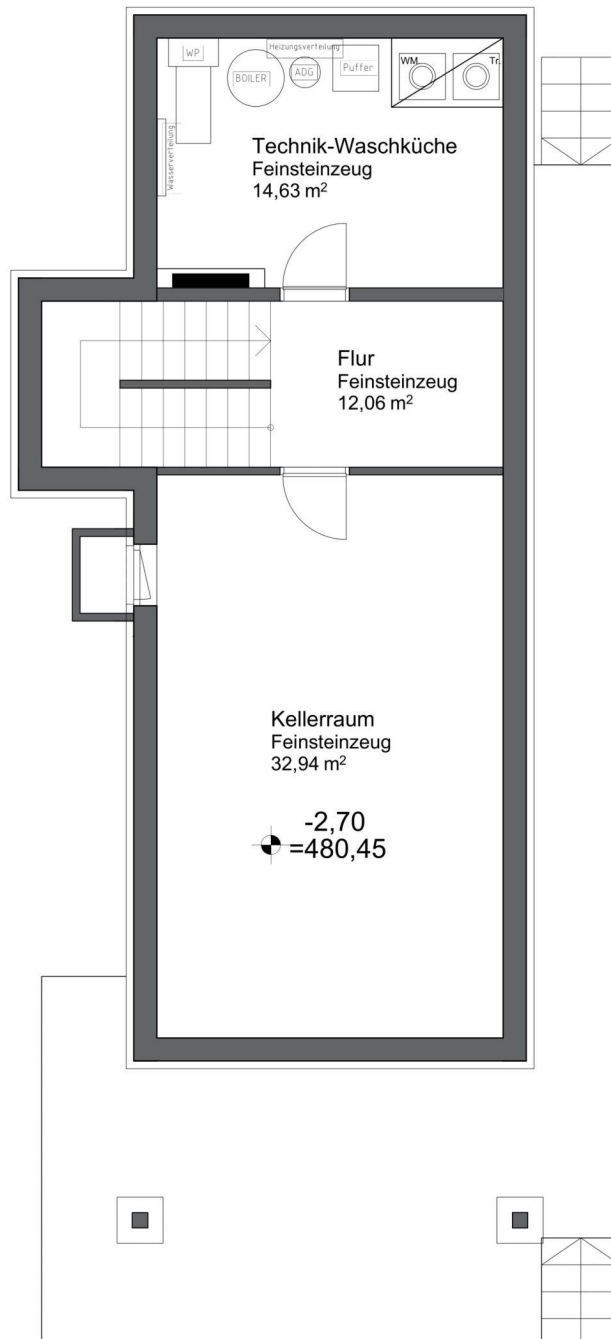 WP
Heizungsverteilung
BOILER
ADG
Puffer
WM
Tr.
Wasserverteilung
Technik-Waschküche
Feinsteinzeug
14,63 m²
Flur
Feinsteinzeug
12,06 m²
Kellerraum
Feinsteinzeug
32,94 m²
-2,70
=480,45